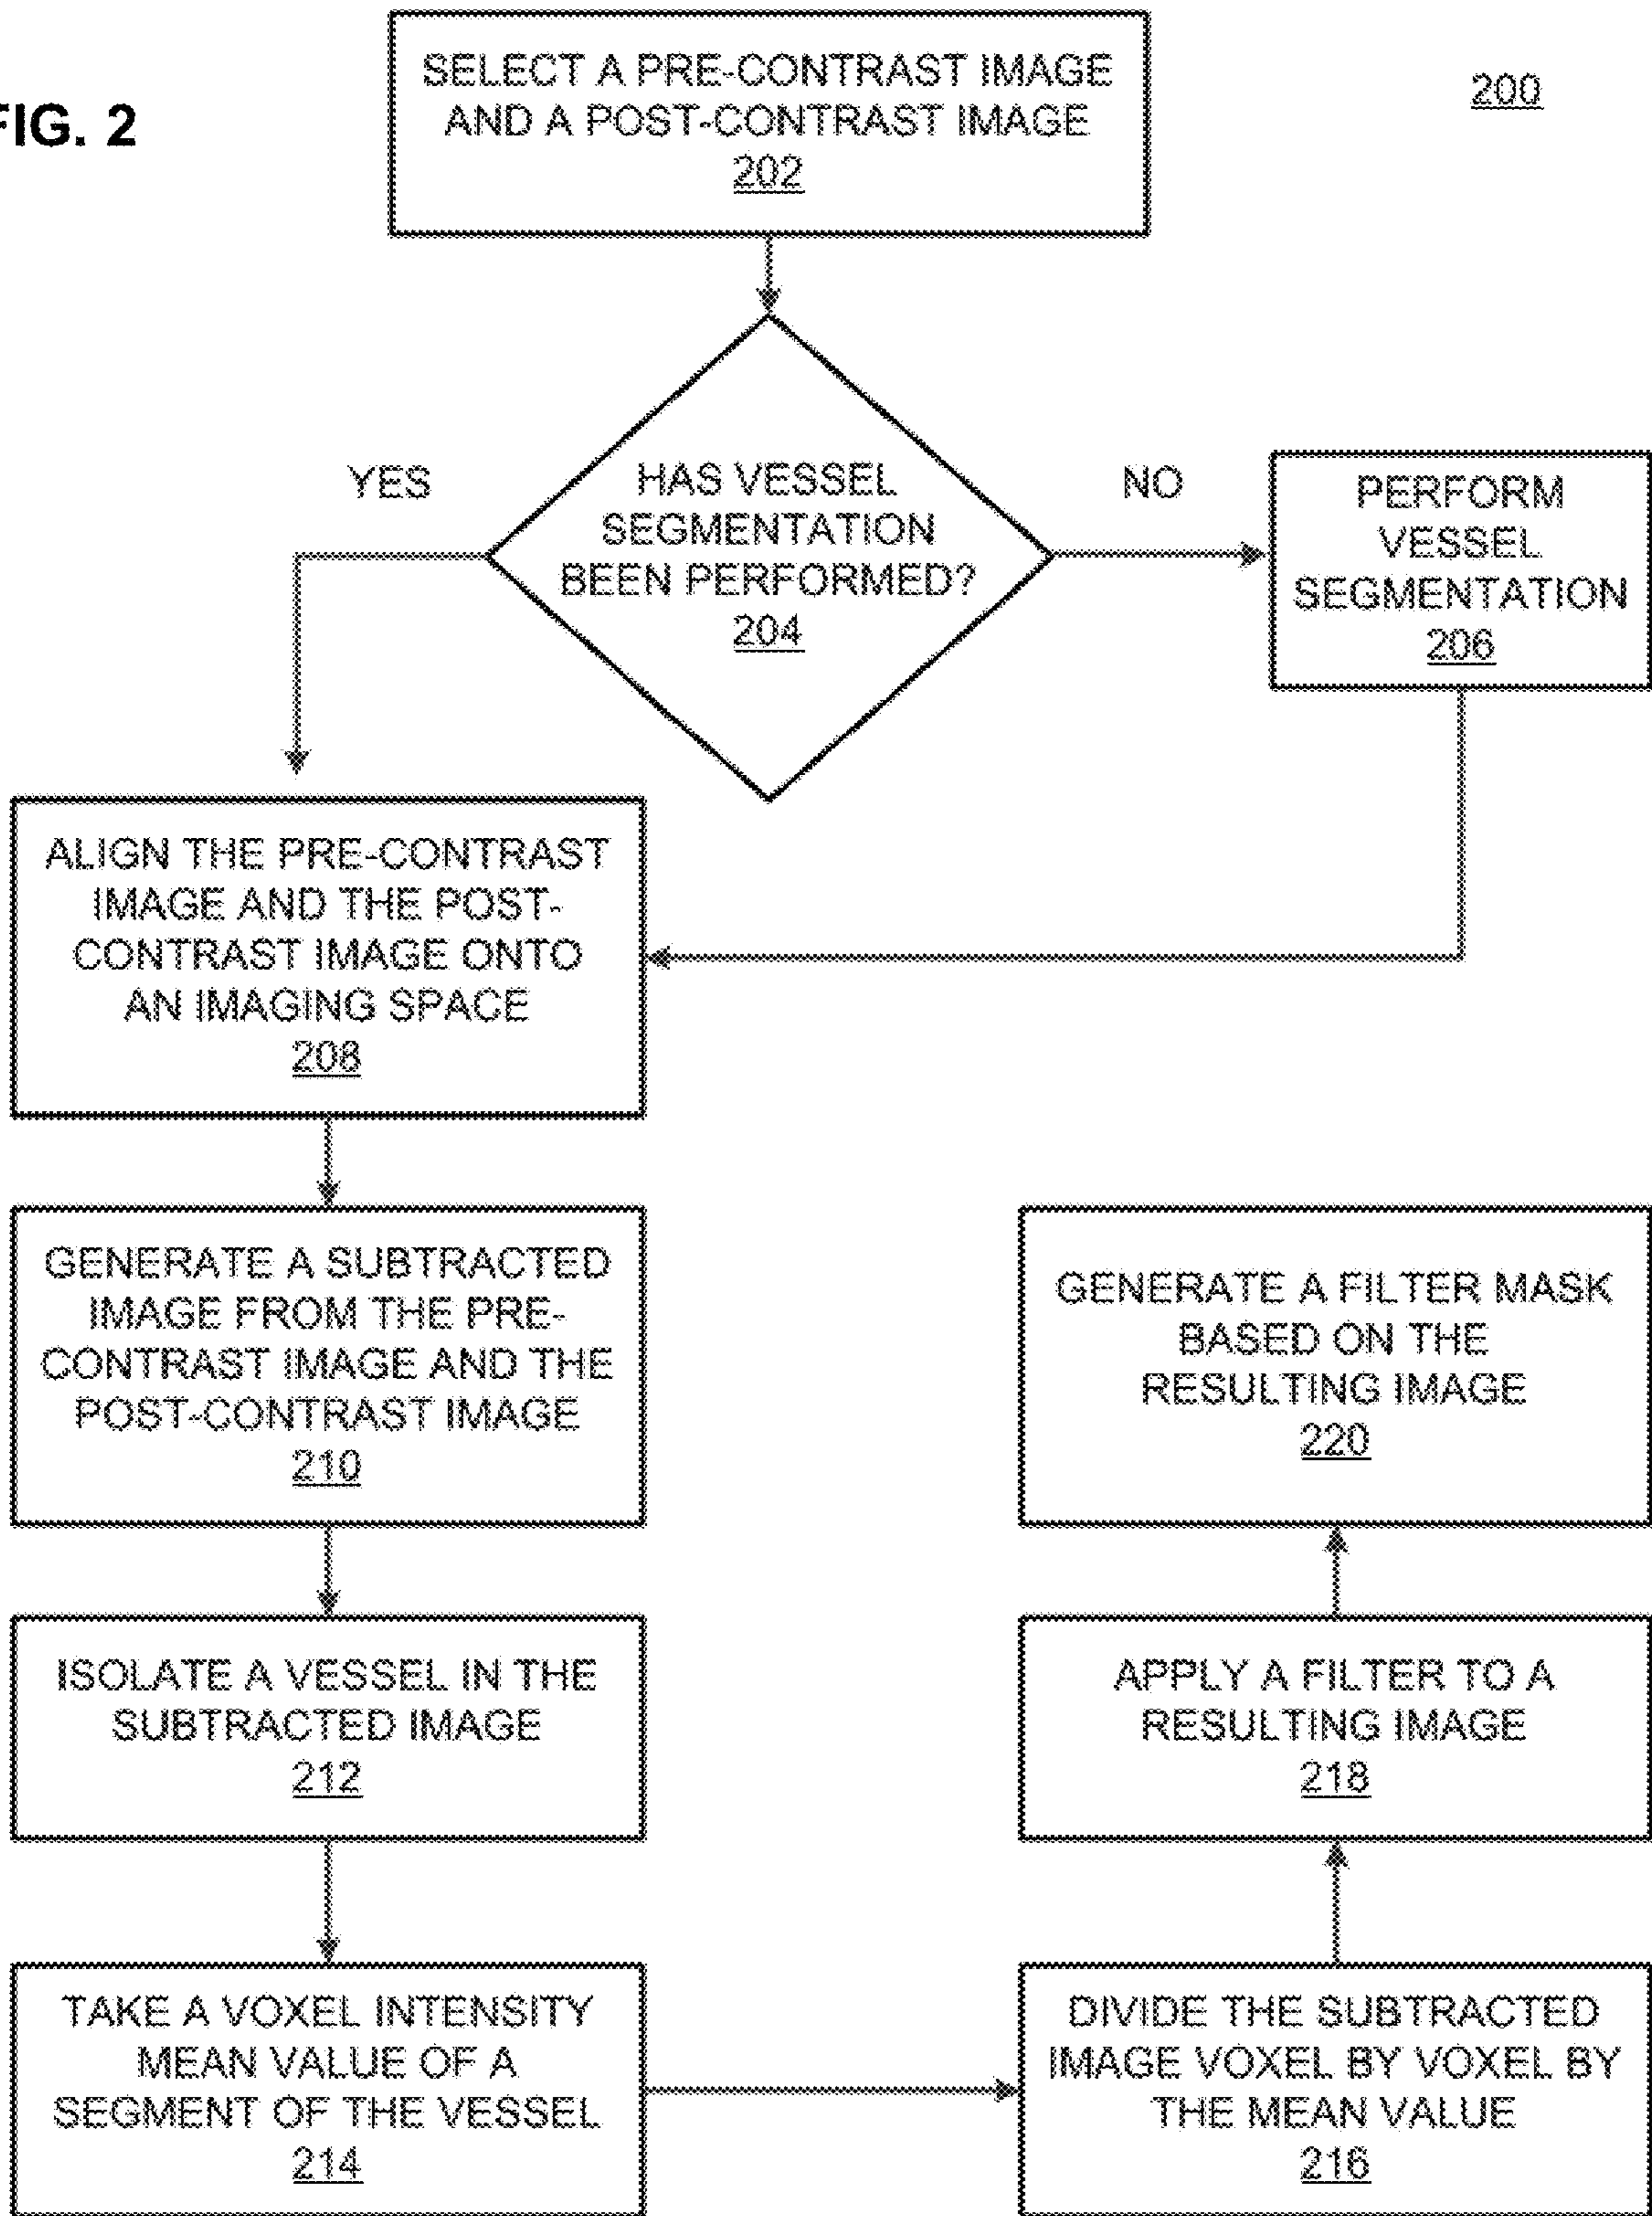 FIG. 2
200
SELECT A PRE-CONTRAST IMAGE
AND A POST-CONTRAST IMAGE
202
HAS VESSEL
SEGMENTATION
BEEN PERFORMED?
204
YES
NO
PERFORM
VESSEL
SEGMENTATION
206
ALIGN THE PRE-CONTRAST
IMAGE AND THE POST-
CONTRAST IMAGE ONTO
AN IMAGING SPACE
208
GENERATE A SUBTRACTED
IMAGE FROM THE PRE-
CONTRAST IMAGE AND THE
POST-CONTRAST IMAGE
210
ISOLATE A VESSEL IN THE
SUBTRACTED IMAGE
212
TAKE A VOXEL INTENSITY
MEAN VALUE OF A
SEGMENT OF THE VESSEL
214
DIVIDE THE SUBTRACTED
IMAGE VOXEL BY VOXEL BY
THE MEAN VALUE
216
APPLY A FILTER TO A
RESULTING IMAGE
218
GENERATE A FILTER MASK
BASED ON THE
RESULTING IMAGE
220